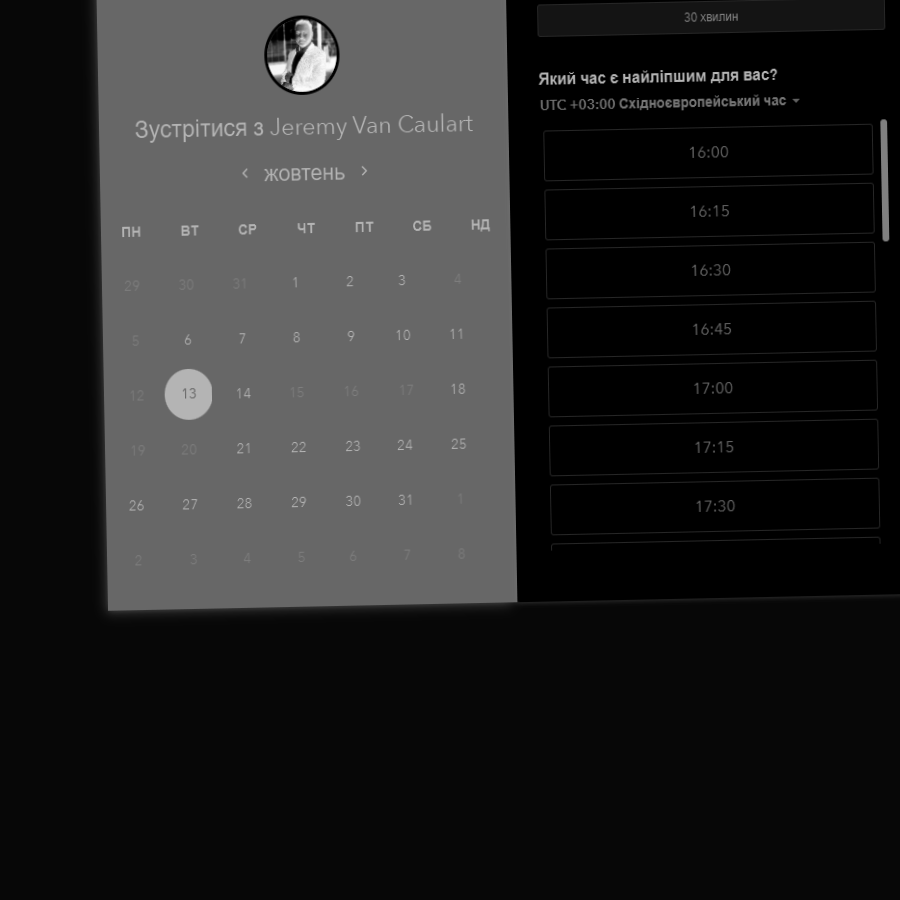 Зустрітися з Jeremy Van Caulart
‹ жовтень ›
ПН ВТ СР ЧТ ПТ СБ НД
29 30 31 1 2 3 4
5 6 7 8 9 10 11
12 13 14 15 16 17 18
19 20 21 22 23 24 25
26 27 28 29 30 31 1
2 3 4 5 6 7 8
30 хвилин
Який час є найліпшим для вас?
UTC +03:00 Східноєвропейський час
16:00
16:15
16:30
16:45
17:00
17:15
17:30